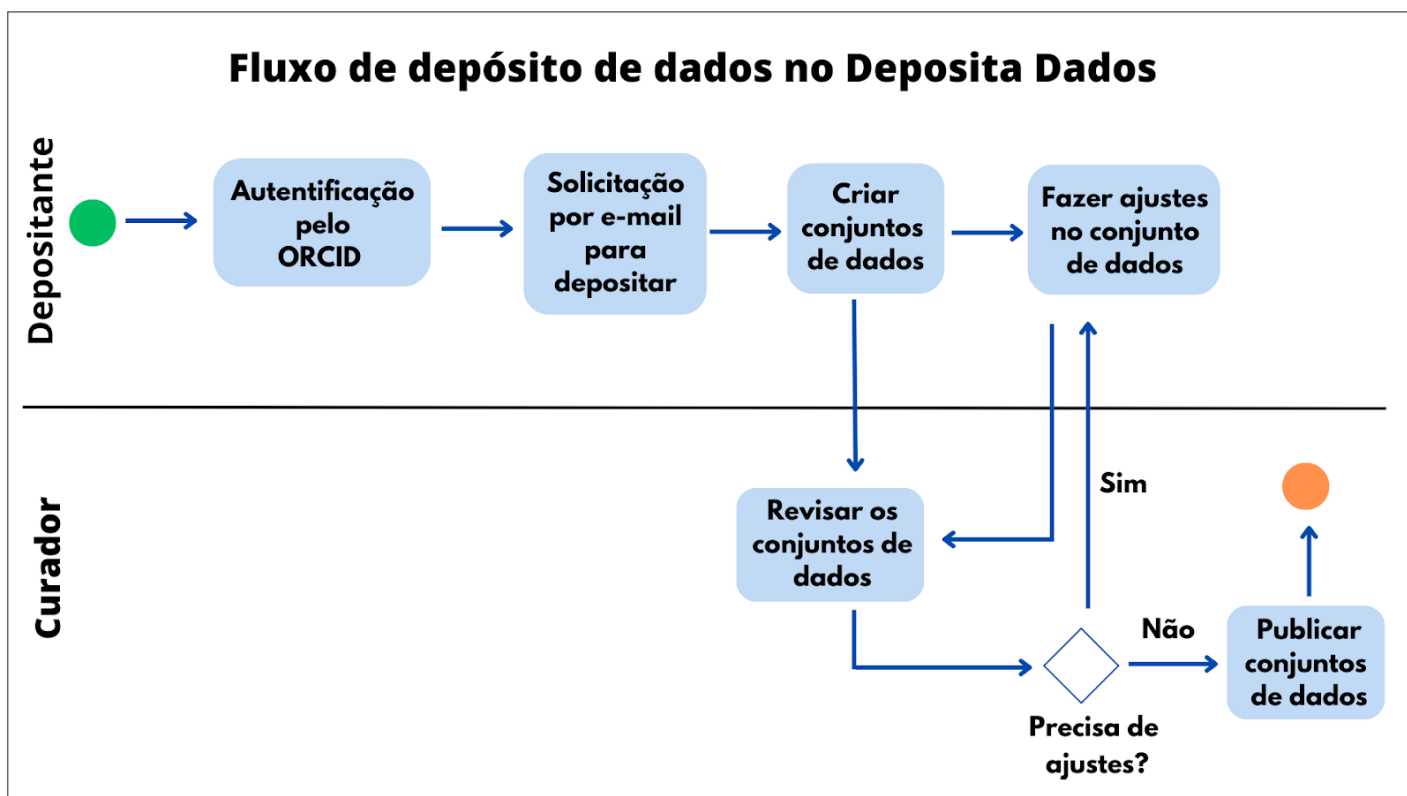 Fluxo de depósito de dados no Deposita Dados
Depositante
Autentificação
pelo
ORCID
Solicitação
por e-mail
para
depositar
Criar
conjuntos
de dados
Fazer ajustes
no conjunto
de dados
Curador
Revisar os
conjuntos de
dados
Sim
Precisa de
ajustes?
Não
Publicar
conjuntos
de dados